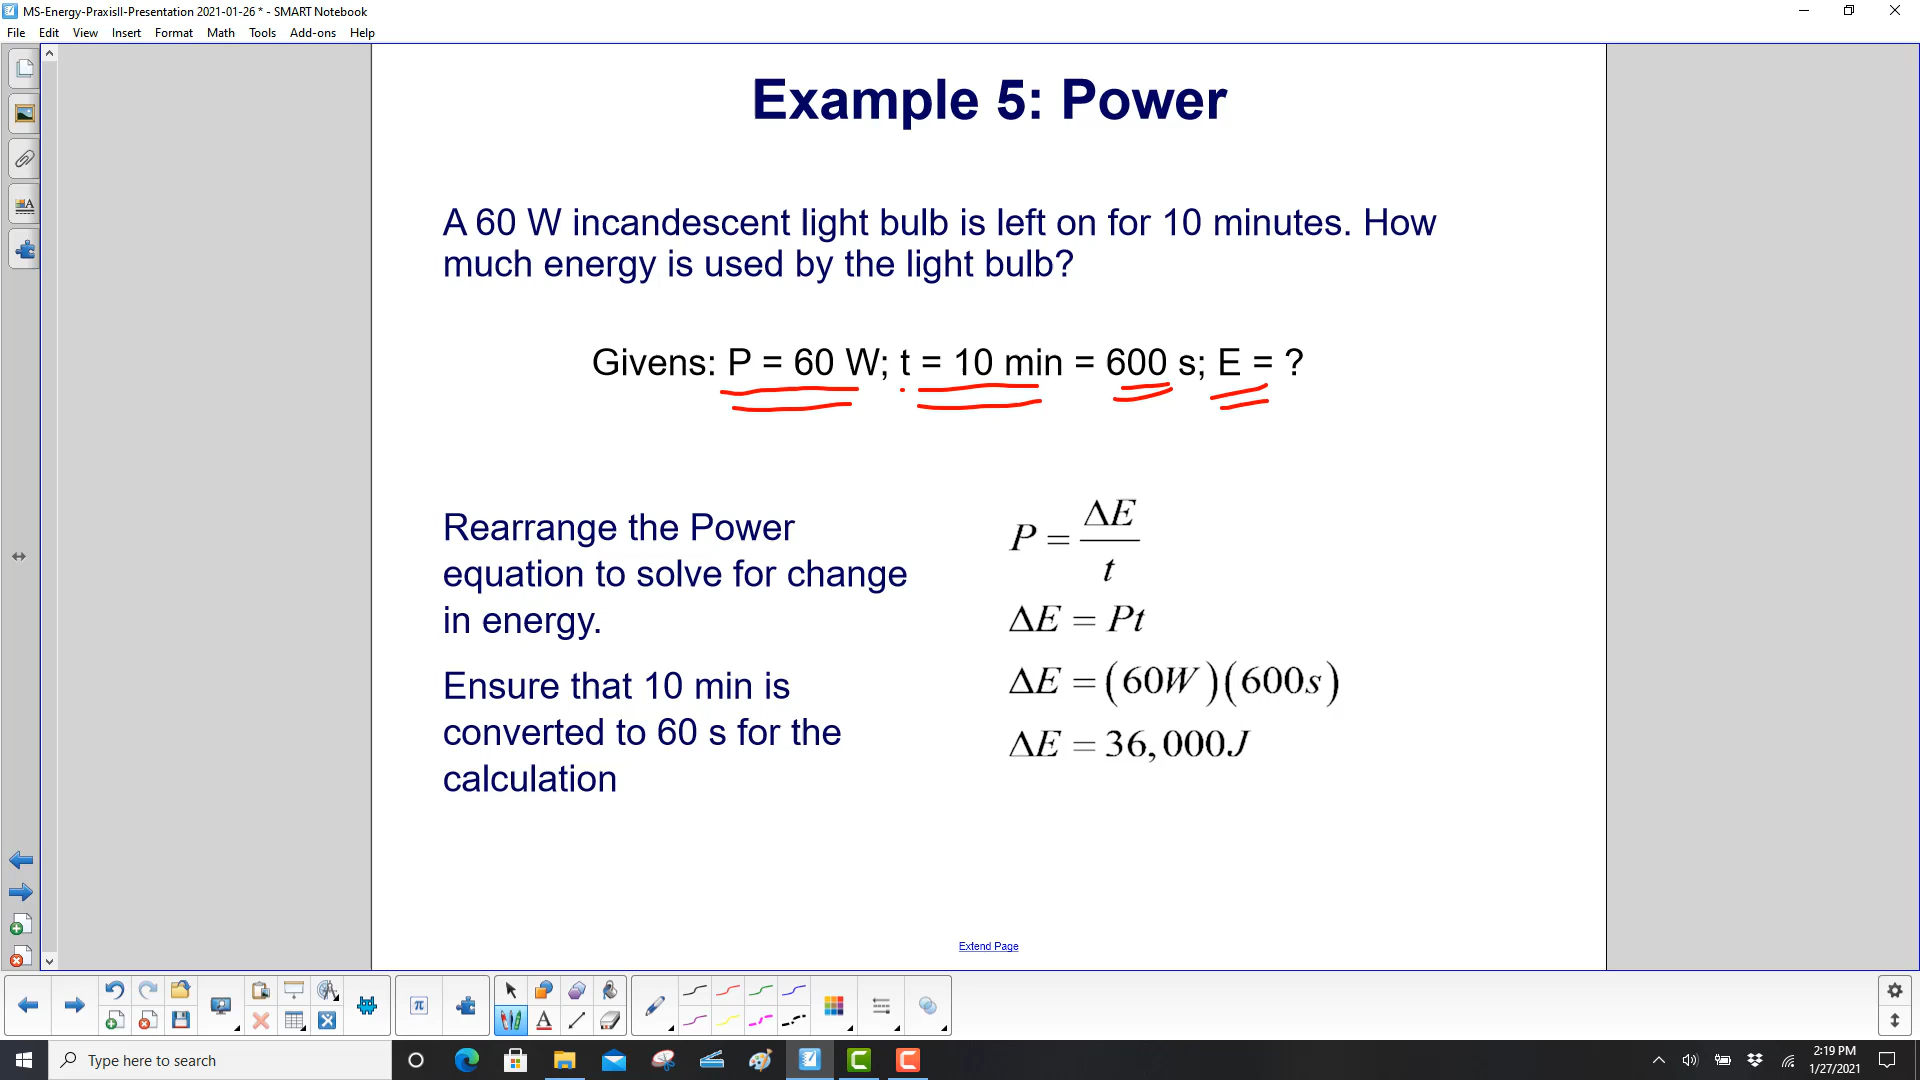 MS-Energy-PraxisII-Presentation 2021-01-26 * - SMART Notebook
File Edit View Insert Format Math Tools Add-ons Help
Example 5: Power
A 60 W incandescent light bulb is left on for 10 minutes. How
much energy is used by the light bulb?
Givens: P = 60 W; t = 10 min = 600 s; E = ?
Rearrange the Power
equation to solve for change
in energy.
Ensure that 10 min is
converted to 60 s for the
calculation
P = ΔE / t
ΔE = Pt
ΔE = (60W)(600s)
ΔE = 36,000J
Extend Page
Type here to search
2:19 PM
1/27/2021